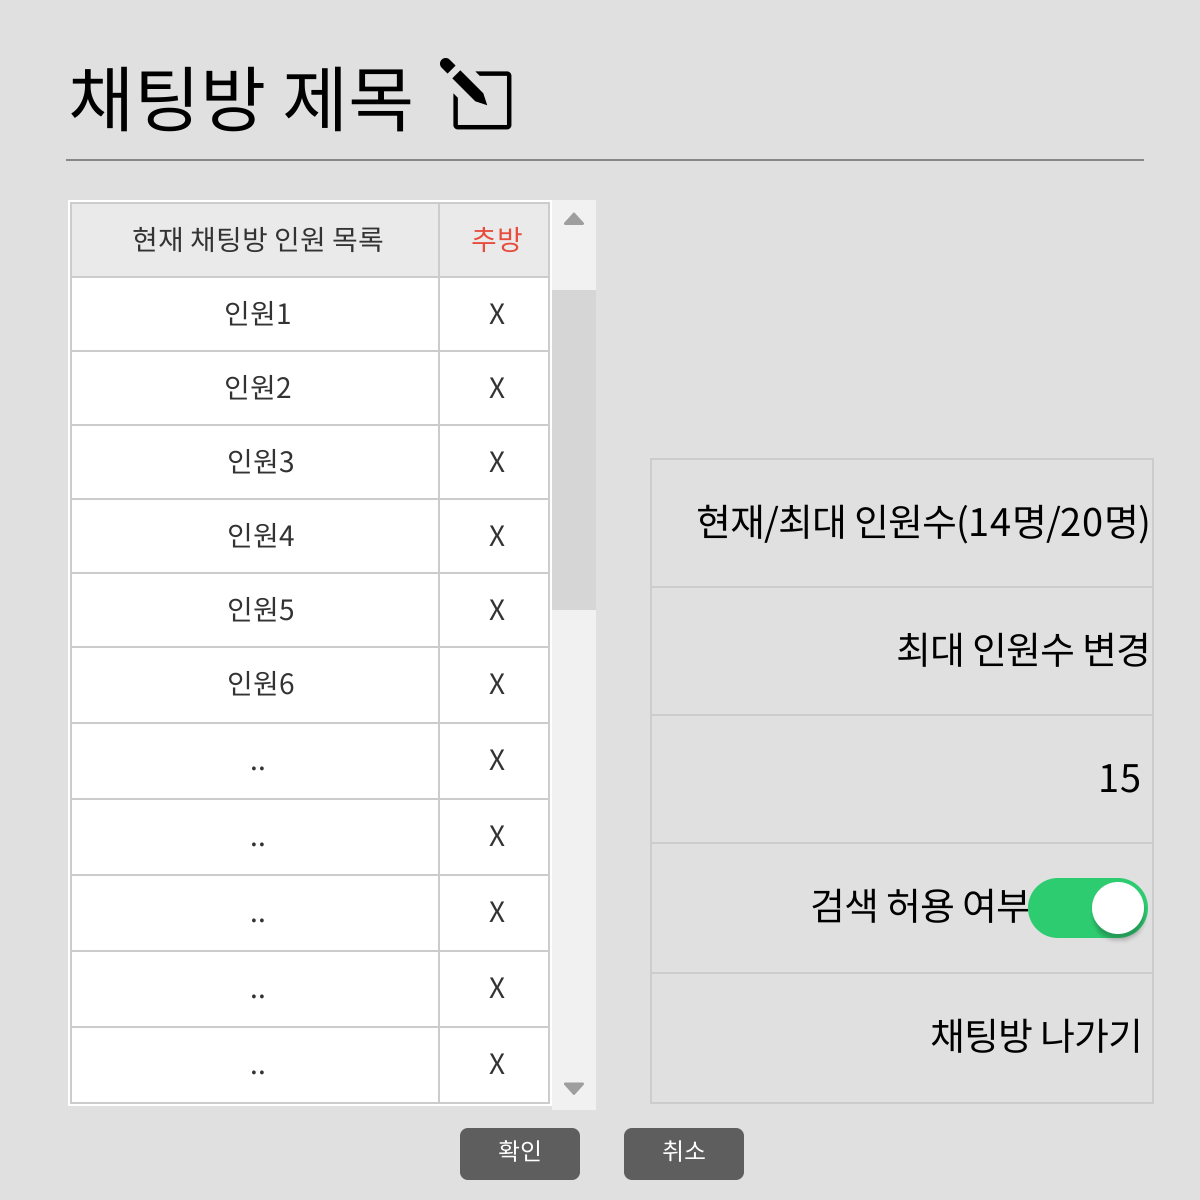 채팅방 제목
현재 채팅방 인원 목록 추방
인원1 X
인원2 X
인원3 X
인원4 X
인원5 X
인원6 X
.. X
.. X
.. X
.. X
.. X
현재/최대 인원수(14명/20명)
최대 인원수 변경
15
검색 허용 여부
채팅방 나가기
확인 취소